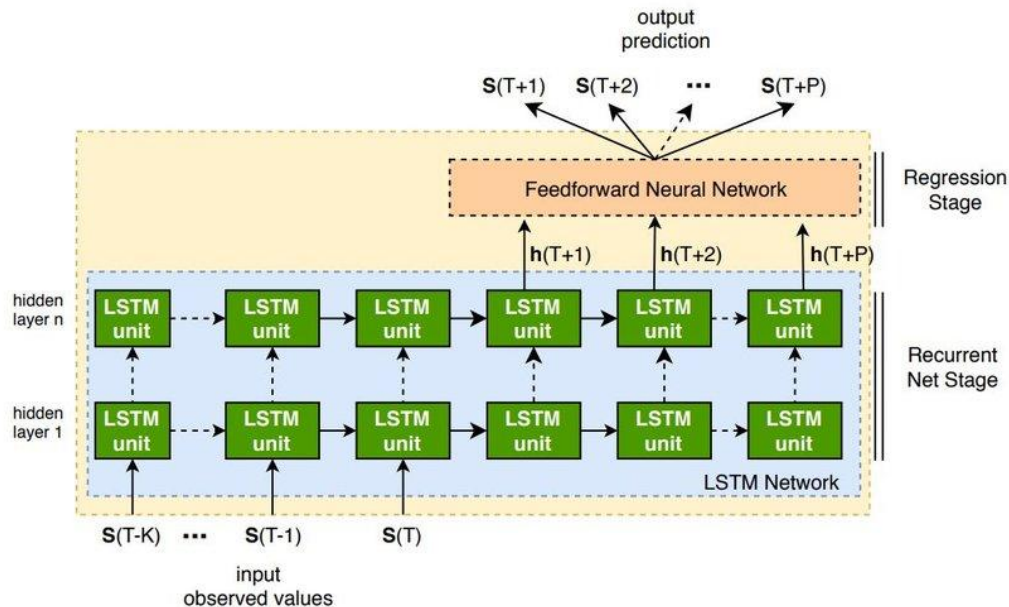 output
prediction
S(T+1) S(T+2) ... S(T+P)
Feedforward Neural Network
Regression
Stage
h(T+1) h(T+2) h(T+P)
hidden
layer n
LSTM
unit
LSTM
unit
LSTM
unit
LSTM
unit
LSTM
unit
LSTM
unit
Recurrent
Net Stage
hidden
layer 1
LSTM
unit
LSTM
unit
LSTM
unit
LSTM
unit
LSTM
unit
LSTM
unit
LSTM Network
S(T-K) ... S(T-1) S(T)
input
observed values